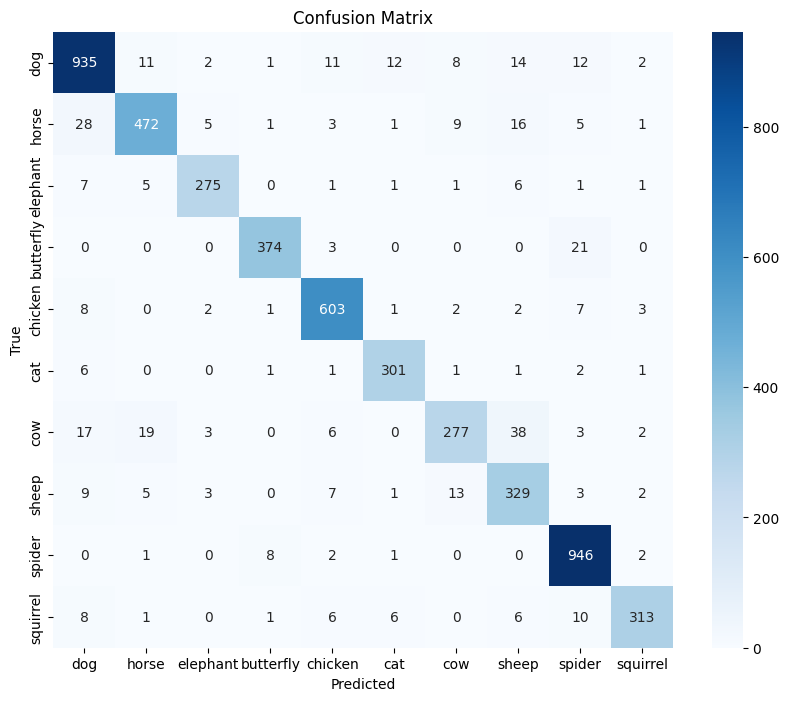 Confusion Matrix
dog 935 11 2 1 11 12 8 14 12 2
horse 28 472 5 1 3 1 9 16 5 1
elephant 7 5 275 0 1 1 1 6 1 1
butterfly 0 0 0 374 3 0 0 0 21 0
chicken 8 0 2 1 603 1 2 2 7 3
cat 6 0 0 1 1 301 1 1 2 1
cow 17 19 3 0 6 0 277 38 3 2
sheep 9 5 3 0 7 1 13 329 3 2
spider 0 1 0 8 2 1 0 0 946 2
squirrel 8 1 0 1 6 6 0 6 10 313
dog horse elephant butterfly chicken cat cow sheep spider squirrel
Predicted
True
800
600
400
200
0